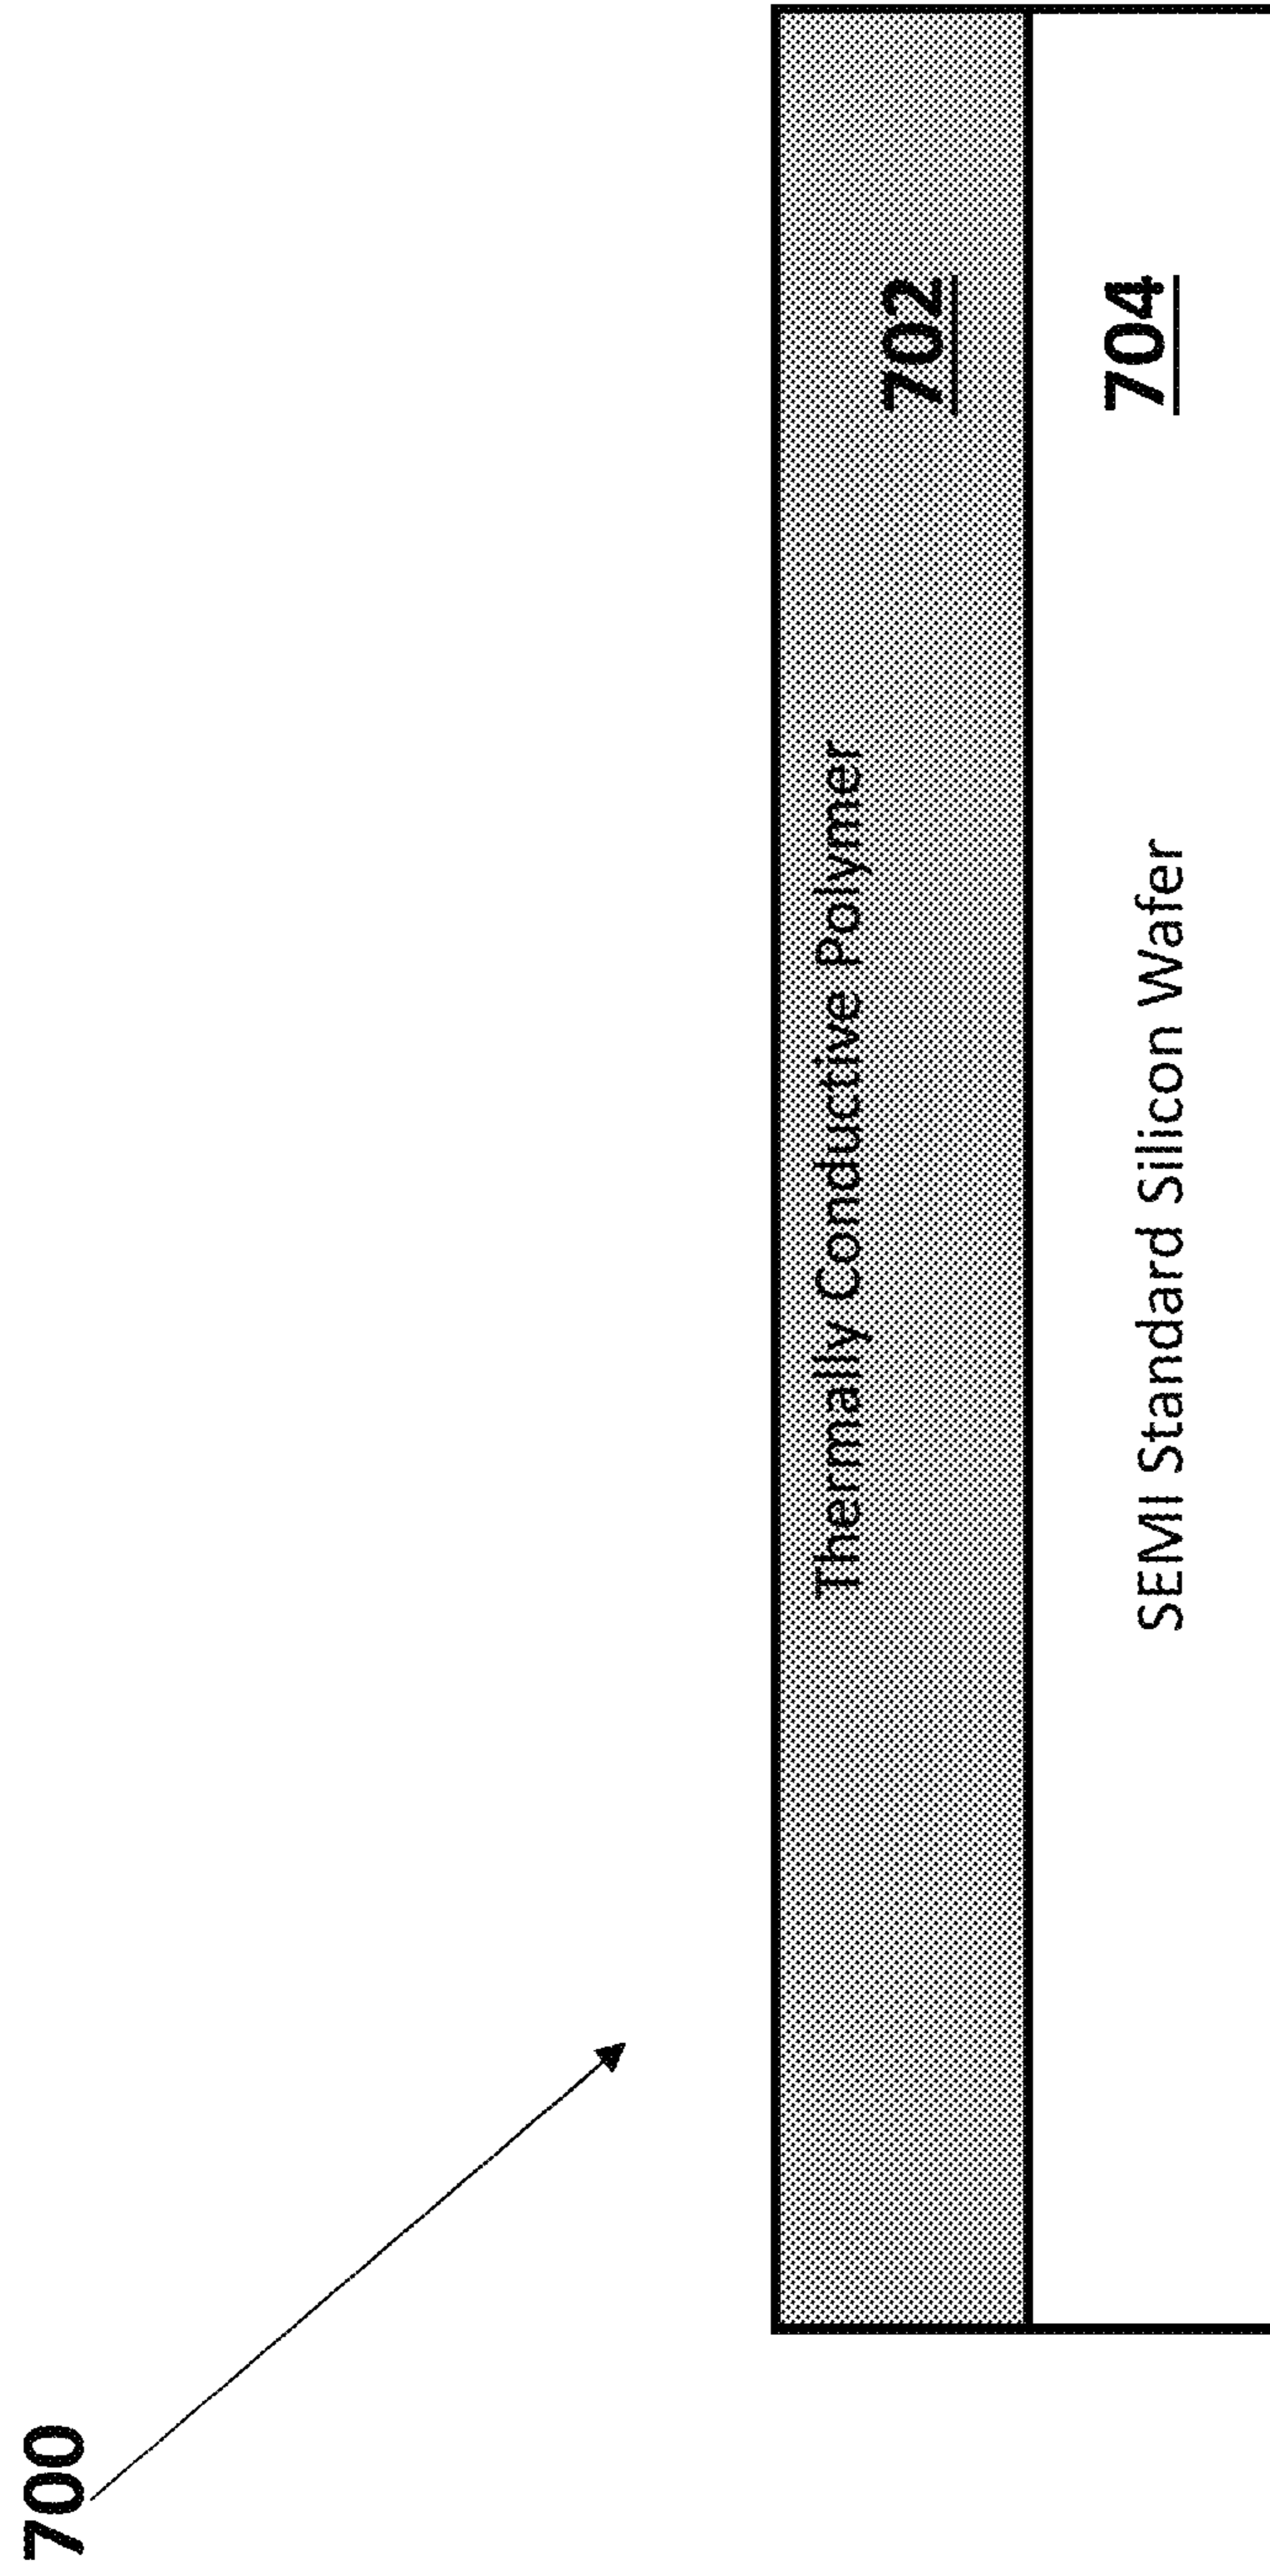 700
Thermally Conductive Polymer
702
704
SEMI Standard Silicon Wafer